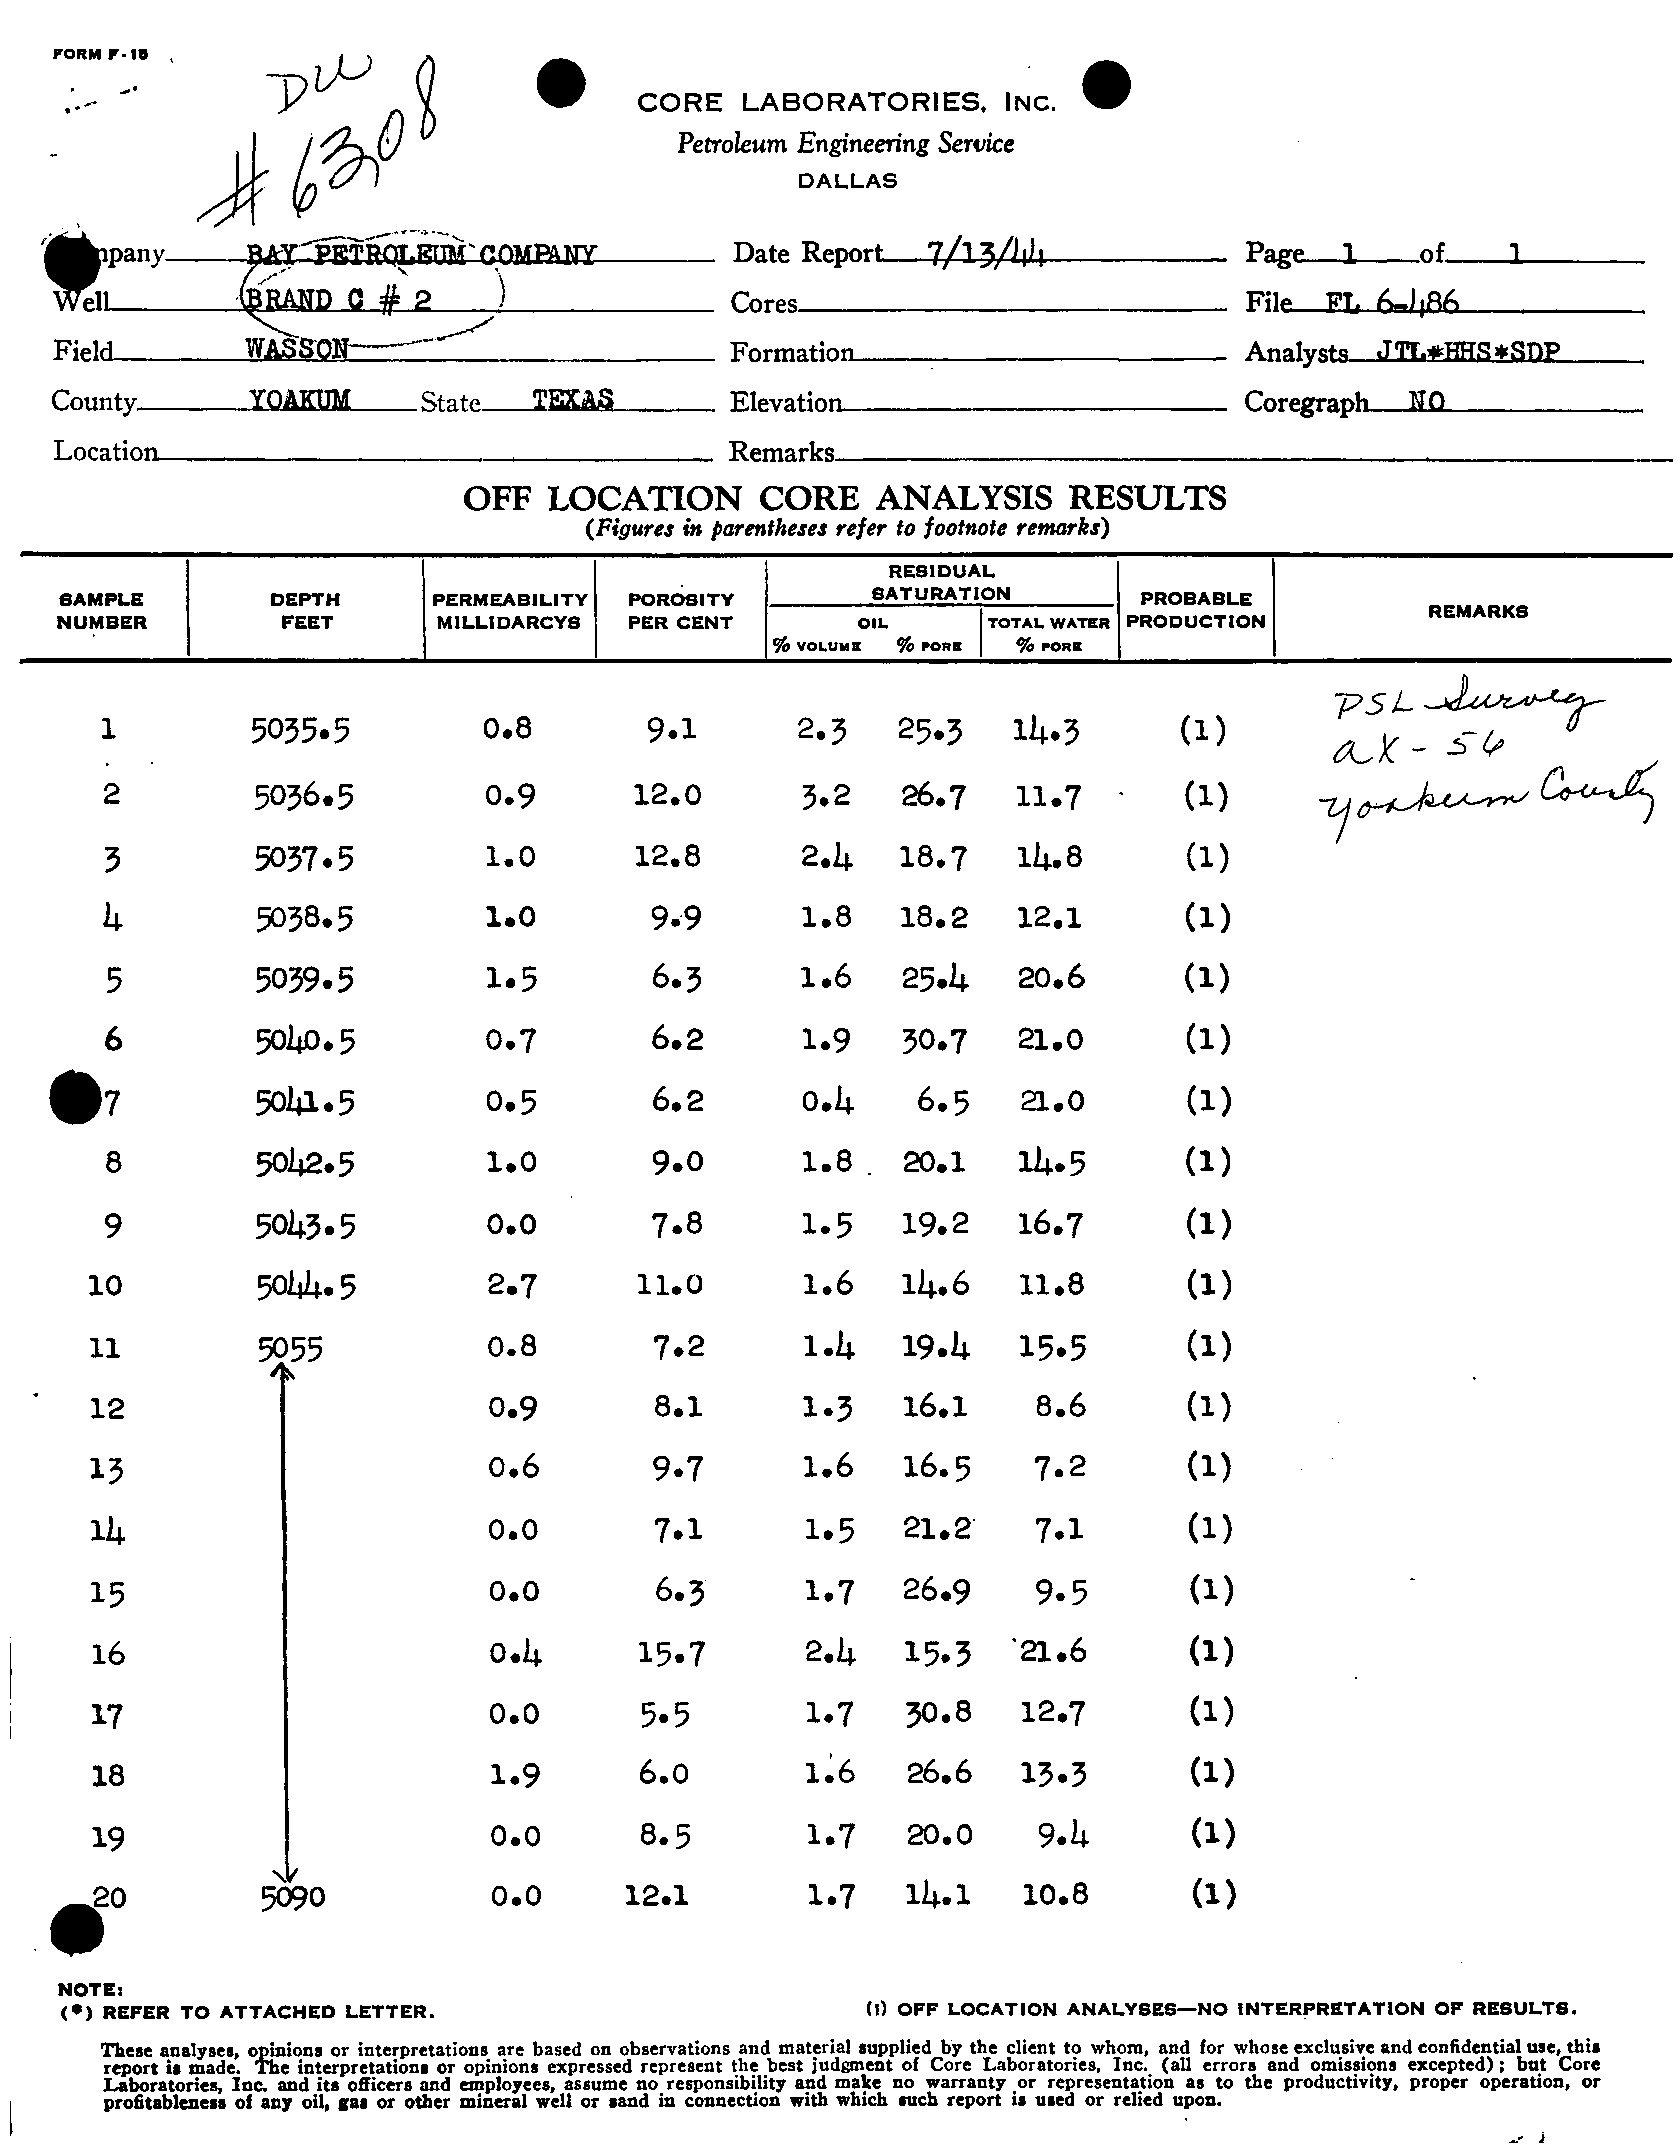 FORM F-15
DW
# 6308
CORE LABORATORIES, INC.
Petroleum Engineering Service
DALLAS
mpany BAY PETROLEUM COMPANY Date Report 7/13/44 Page 1 of 1
Well BRAND C # 2 Cores File FL 6-486
Field WASSON Formation Analysts JTL*HHS*SDP
County YOAKUM State TEXAS Elevation Coregraph NO
Location Remarks
OFF LOCATION CORE ANALYSIS RESULTS
(Figures in parentheses refer to footnote remarks)
SAMPLE NUMBER DEPTH FEET PERMEABILITY MILLIDARCYS POROSITY PER CENT RESIDUAL SATURATION OIL % VOLUME % PORE TOTAL WATER % PORE PROBABLE PRODUCTION REMARKS
PSL Survey
AX - 56
Yoakum County
1 5035.5 0.8 9.1 2.3 25.3 14.3 (1)
2 5036.5 0.9 12.0 3.2 26.7 11.7 (1)
3 5037.5 1.0 12.8 2.4 18.7 14.8 (1)
4 5038.5 1.0 9.9 1.8 18.2 12.1 (1)
5 5039.5 1.5 6.3 1.6 25.4 20.6 (1)
6 5040.5 0.7 6.2 1.9 30.7 21.0 (1)
7 5041.5 0.5 6.2 0.4 6.5 21.0 (1)
8 5042.5 1.0 9.0 1.8 20.1 14.5 (1)
9 5043.5 0.0 7.8 1.5 19.2 16.7 (1)
10 5044.5 2.7 11.0 1.6 14.6 11.8 (1)
11 5055 0.8 7.2 1.4 19.4 15.5 (1)
12 0.9 8.1 1.3 16.1 8.6 (1)
13 0.6 9.7 1.6 16.5 7.2 (1)
14 0.0 7.1 1.5 21.2 7.1 (1)
15 0.0 6.3 1.7 26.9 9.5 (1)
16 0.4 15.7 2.4 15.3 21.6 (1)
17 0.0 5.5 1.7 30.8 12.7 (1)
18 1.9 6.0 1.6 26.6 13.3 (1)
19 0.0 8.5 1.7 20.0 9.4 (1)
20 5090 0.0 12.1 1.7 14.1 10.8 (1)
NOTE:
(*) REFER TO ATTACHED LETTER. (1) OFF LOCATION ANALYSES—NO INTERPRETATION OF RESULTS.
These analyses, opinions or interpretations are based on observations and material supplied by the client to whom, and for whose exclusive and confidential use, this
report is made. The interpretations or opinions expressed represent the best judgment of Core Laboratories, Inc. (all errors and omissions excepted); but Core
Laboratories, Inc. and its officers and employees, assume no responsibility and make no warranty or representation as to the productivity, proper operation, or
profitableness of any oil, gas or other mineral well or sand in connection with which such report is used or relied upon.